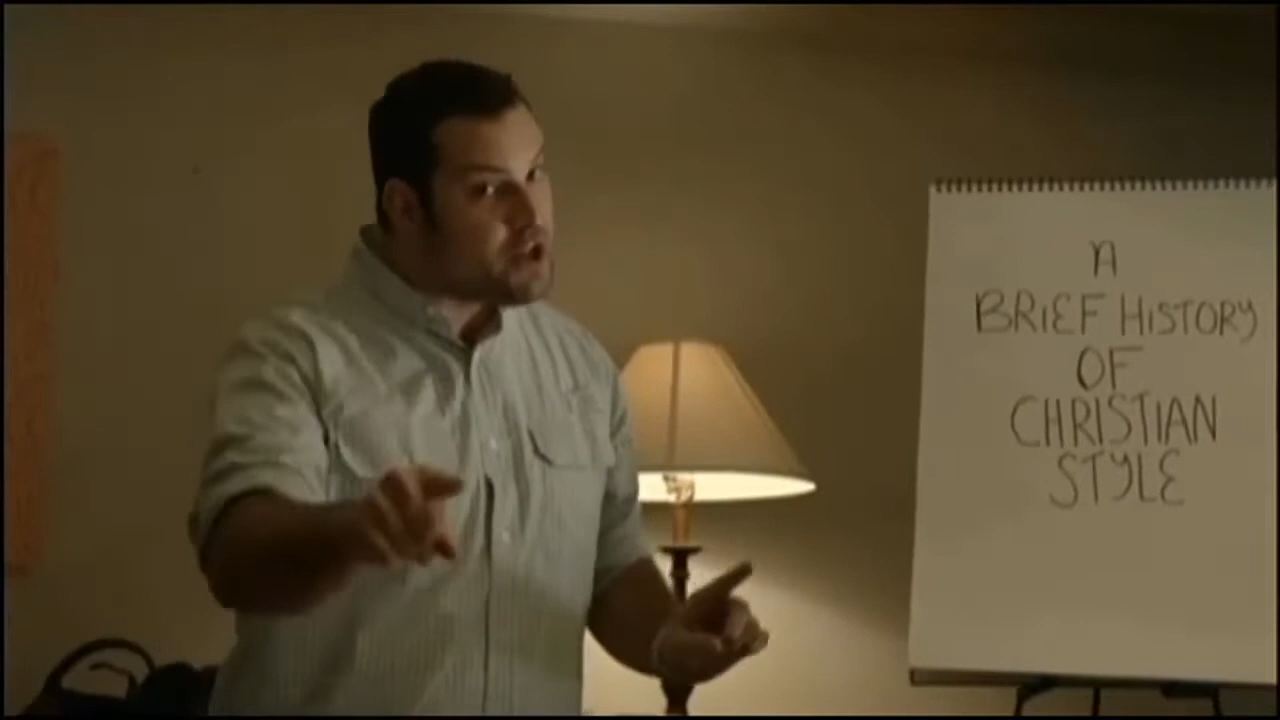 A
BRiEF HiSTORY
OF
CHRISTIAN
STYLE